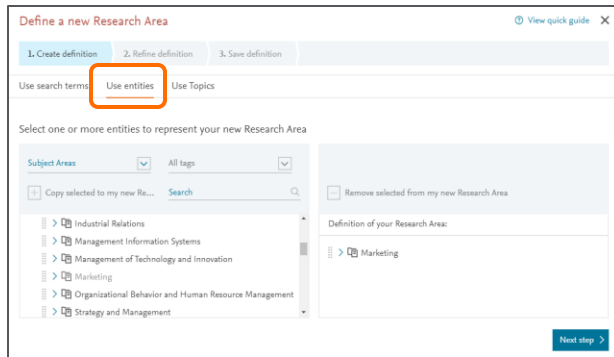 Define a new Research Area
View quick guide
1. Create definition
2. Refine definition
3. Save definition
Use search terms
Use entities
Use Topics
Select one or more entities to represent your new Research Area
Subject Areas
All tags
Copy selected to my new Re...
Search
Industrial Relations
Management Information Systems
Management of Technology and Innovation
Marketing
Organizational Behavior and Human Resource Management
Strategy and Management
Remove selected from my new Research Area
Definition of your Research Area:
Marketing
Next step